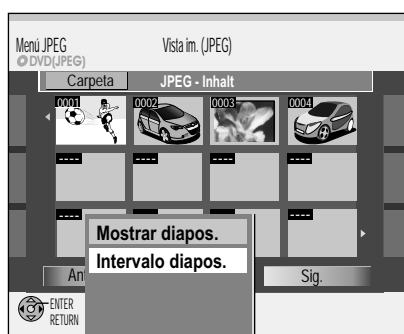 Menú JPEG
Vista im. (JPEG)
DVD(JPEG)
Carpeta
JPEG - Inhalt
0001 0002 0003 0004
---- ---- ---- ----
---- ----
Mostrar diapos.
Intervalo diapos.
Sig.
ENTER
RETURN